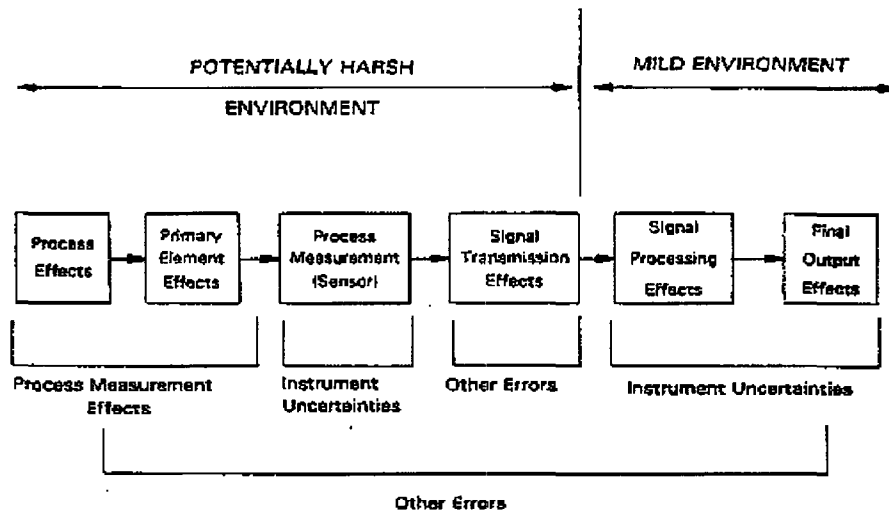 POTENTIALLY HARSH
ENVIRONMENT
MILD ENVIRONMENT
Process
Effects
Primary
Element
Effects
Process
Measurement
(Sensor)
Signal
Transmission
Effects
Signal
Processing
Effects
Final
Output
Effects
Process Measurement
Effects
Instrument
Uncertainties
Other Errors
Instrument Uncertainties
Other Errors